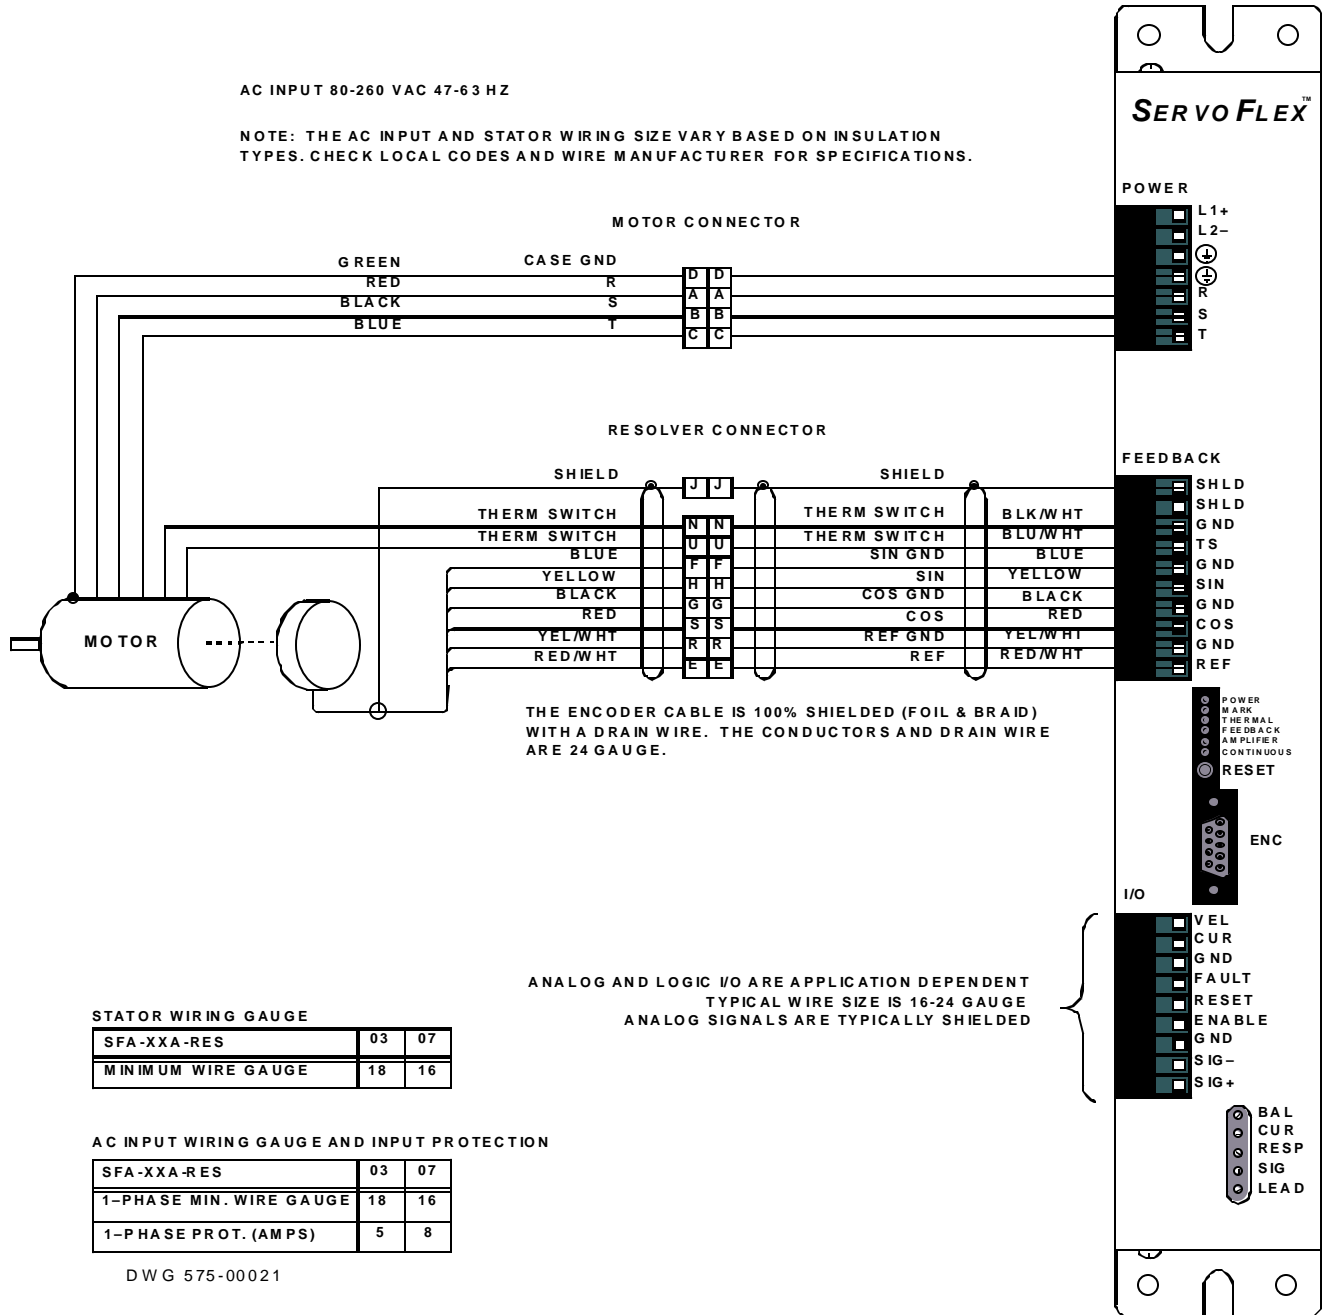 SERVO FLEX™
AC INPUT 80-260 VAC 47-63 HZ
NOTE: THE AC INPUT AND STATOR WIRING SIZE VARY BASED ON INSULATION
TYPES. CHECK LOCAL CODES AND WIRE MANUFACTURER FOR SPECIFICATIONS.
POWER
L1+
L2–
R
S
T
MOTOR CONNECTOR
GREEN CASE GND D D
RED R A A
BLACK S B B
BLUE T C C
RESOLVER CONNECTOR
FEEDBACK
SHIELD J J SHIELD SHLD
SHLD
THERM SWITCH N N THERM SWITCH BLK/WHT GND
THERM SWITCH U U THERM SWITCH BLU/WHT TS
BLUE F F SIN GND BLUE GND
YELLOW H H SIN YELLOW SIN
BLACK G G COS GND BLACK GND
RED S S COS RED COS
YEL/WHT R R REF GND YEL/WHT GND
RED/WHT E E REF RED/WHT REF
MOTOR
THE ENCODER CABLE IS 100% SHIELDED (FOIL & BRAID)
WITH A DRAIN WIRE. THE CONDUCTORS AND DRAIN WIRE
ARE 24 GAUGE.
POWER
MARK
THERMAL
FEEDBACK
AMPLIFIER
CONTINUOUS
RESET
ENC
I/O
VEL
CUR
GND
FAULT
RESET
ENABLE
GND
SIG–
SIG+
ANALOG AND LOGIC I/O ARE APPLICATION DEPENDENT
TYPICAL WIRE SIZE IS 16-24 GAUGE
ANALOG SIGNALS ARE TYPICALLY SHIELDED
BAL
CUR
RESP
SIG
LEAD
STATOR WIRING GAUGE
SFA-XXA-RES 03 07
MINIMUM WIRE GAUGE 18 16
AC INPUT WIRING GAUGE AND INPUT PROTECTION
SFA-XXA-RES 03 07
1–PHASE MIN. WIRE GAUGE 18 16
1–PHASE PROT. (AMPS) 5 8
DWG 575-00021